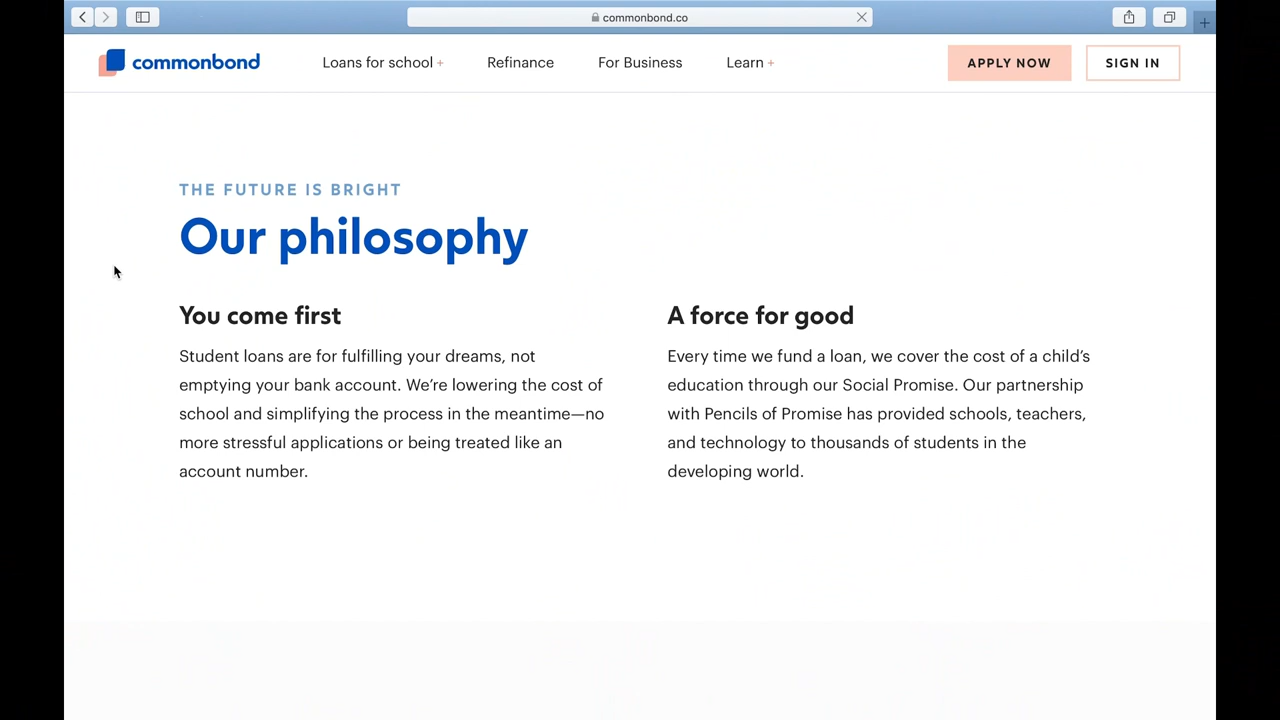 commonbond.co
commonbond
Loans for school +
Refinance
For Business
Learn +
APPLY NOW
SIGN IN
THE FUTURE IS BRIGHT
Our philosophy
You come first
Student loans are for fulfilling your dreams, not
emptying your bank account. We’re lowering the cost of
school and simplifying the process in the meantime—no
more stressful applications or being treated like an
account number.
A force for good
Every time we fund a loan, we cover the cost of a child’s
education through our Social Promise. Our partnership
with Pencils of Promise has provided schools, teachers,
and technology to thousands of students in the
developing world.